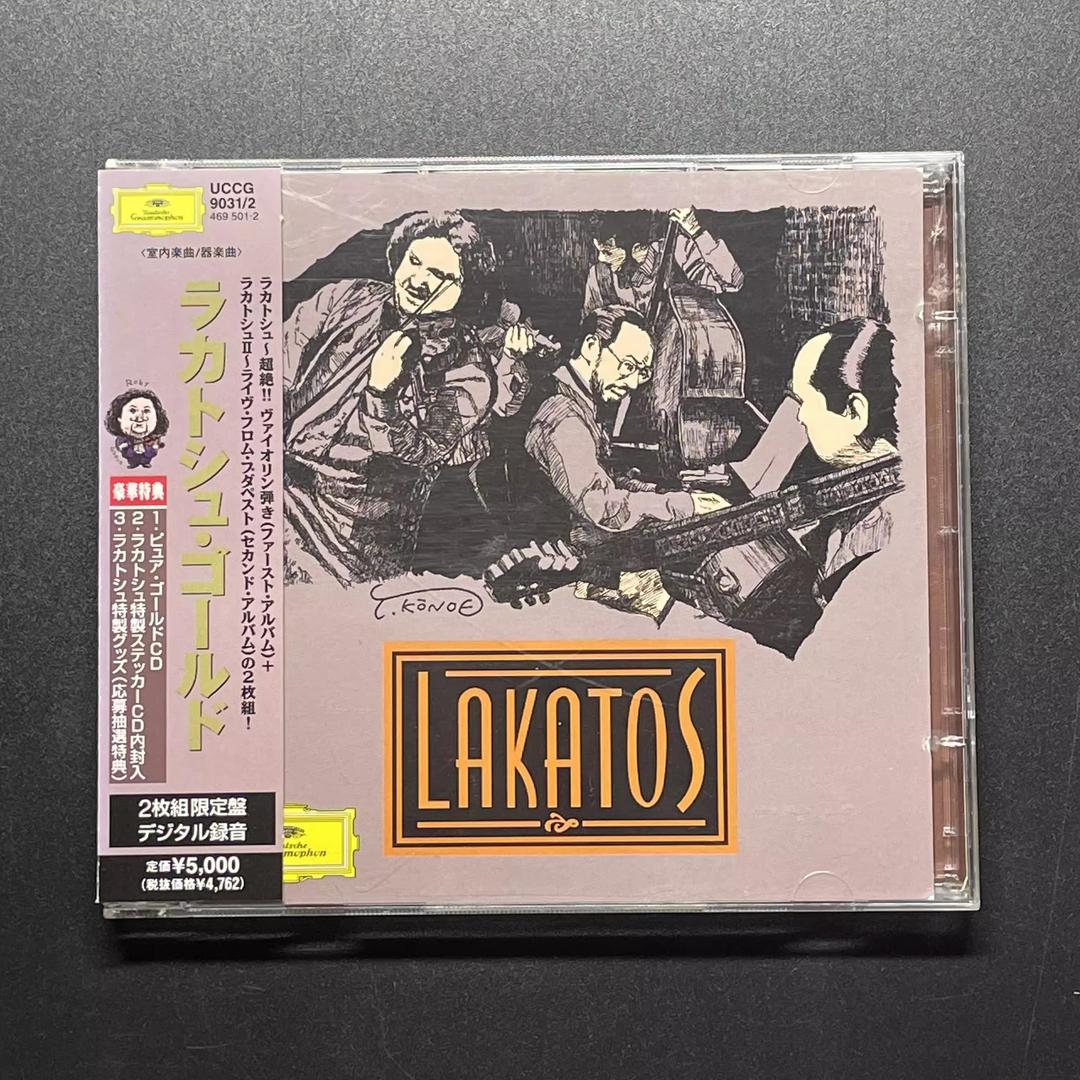 Deutsche
Grammophon
UCCG
9031/2
469 501-2
〈室内楽曲/器楽曲〉
ラカトシュ～超絶!! ヴァイオリン弾き(ファースト・アルバム)+
ラカトシュⅡ～ライヴ・フロム・ブダペスト(セカンド・アルバム)の2枚組！
ラカトシュ・ゴールド
Roby
豪華特典
1・ピュア・ゴールドCD
2・ラカトシュ特製ステッカーCD内封入
3・ラカトシュ特製グッズ(応募抽選特典)
2枚組限定盤
デジタル録音
定価¥5,000
(税抜価格¥4,762)
T.KŌNOE
LAKATOS
tsche
mophon